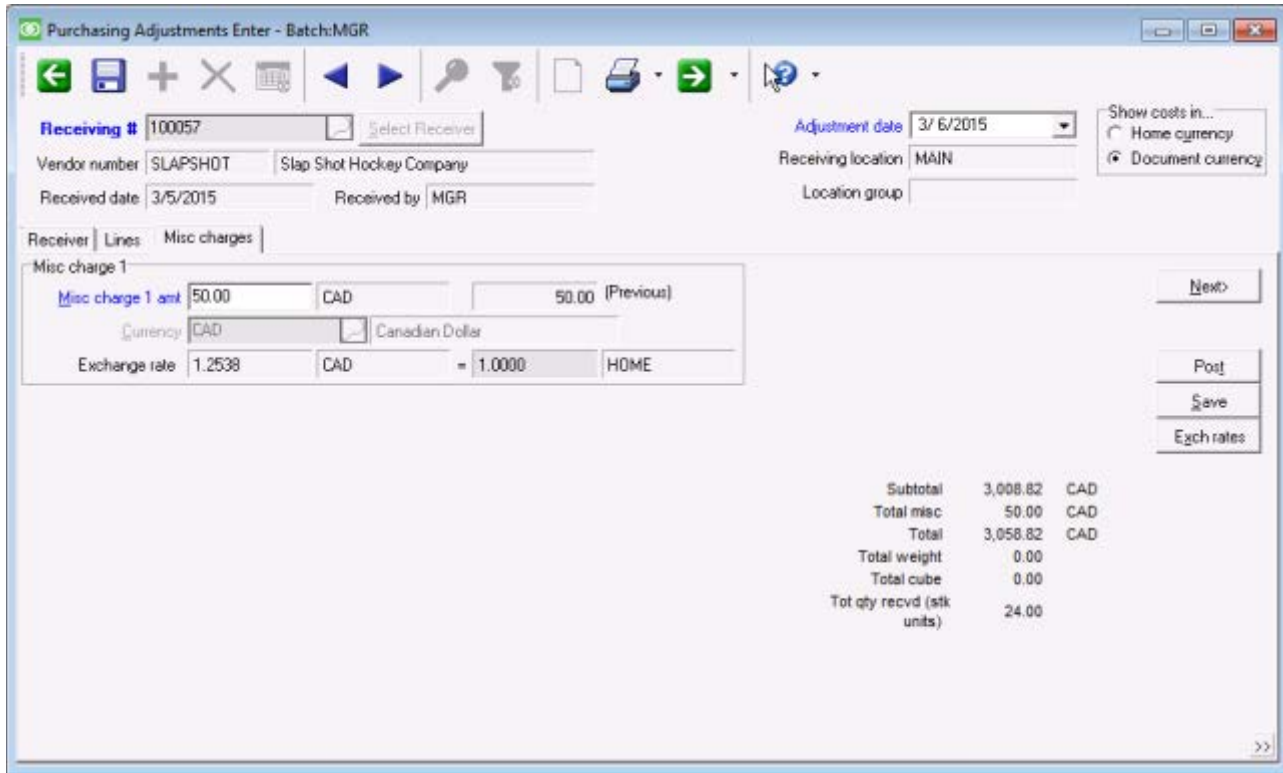 Purchasing Adjustments Enter - Batch:MGR
Receiving # 100057 Select Receiver
Adjustment date 3/ 6/2015
Show costs in...
Home currency
Document currency
Vendor number SLAPSHOT Slap Shot Hockey Company
Receiving location MAIN
Received date 3/5/2015 Received by MGR
Location group
Receiver Lines Misc charges
Misc charge 1
Misc charge 1 amt 50.00 CAD 50.00 (Previous)
Currency CAD Canadian Dollar
Exchange rate 1.2538 CAD = 1.0000 HOME
Next>
Post
Save
Exch rates
Subtotal 3,008.82 CAD
Total misc 50.00 CAD
Total 3,058.82 CAD
Total weight 0.00
Total cube 0.00
Tot qty recvd (stk
units) 24.00
>>